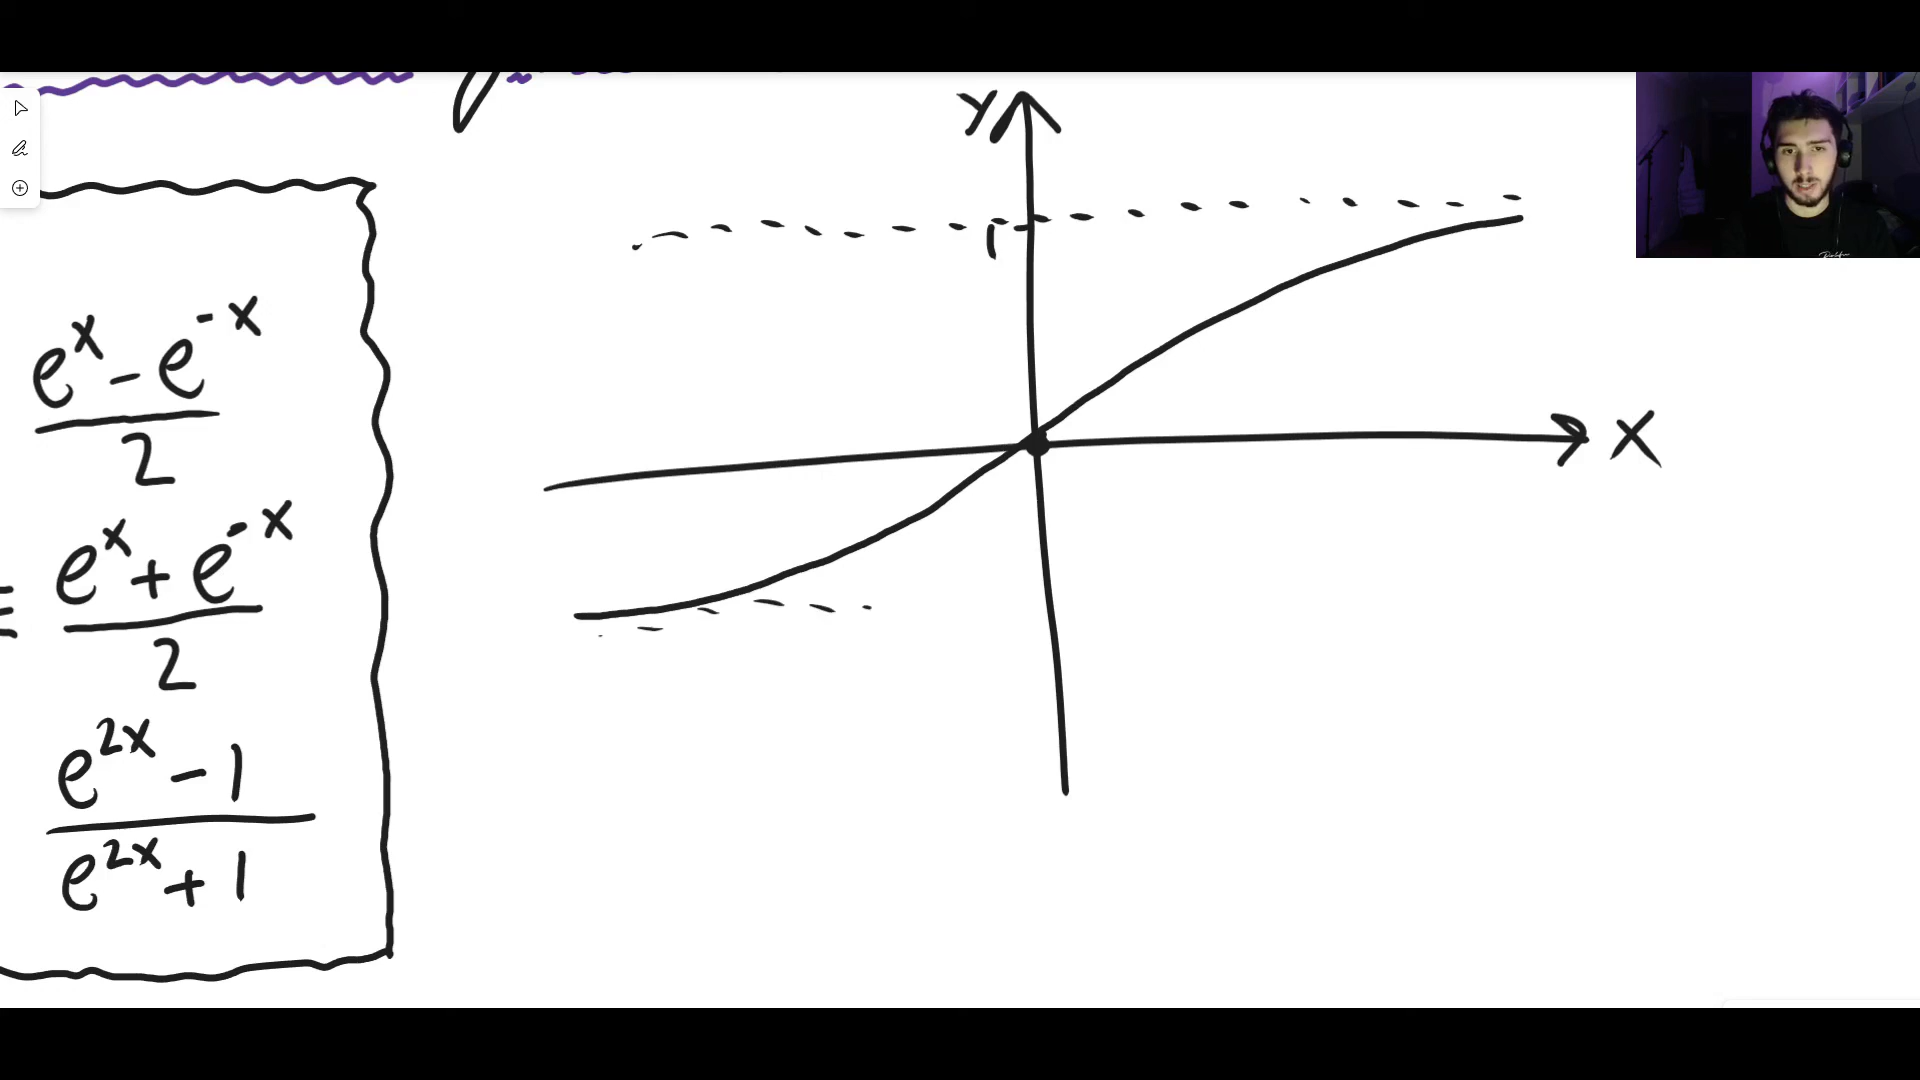 e^x - e^-x
2
≡ e^x + e^-x
2
e^2x - 1
e^2x + 1
y
1
x